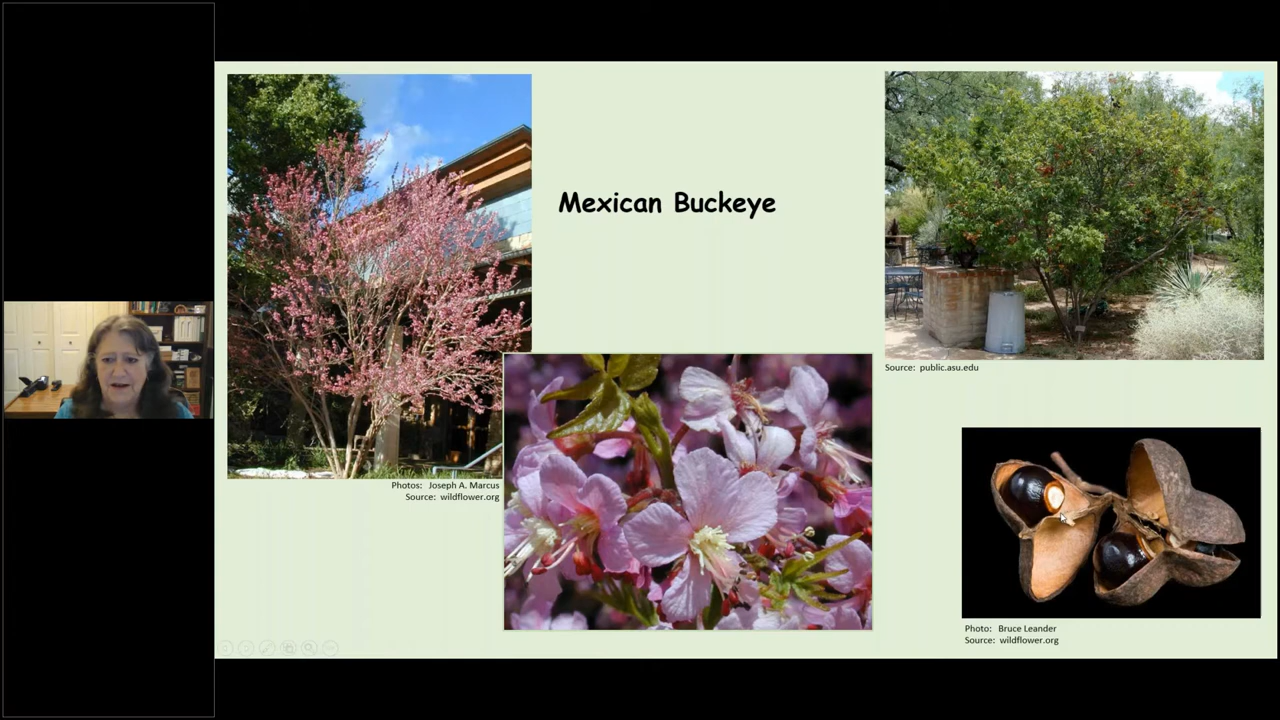 Mexican Buckeye
Photos: Joseph A. Marcus
Source: wildflower.org
Source: public.asu.edu
Photo: Bruce Leander
Source: wildflower.org